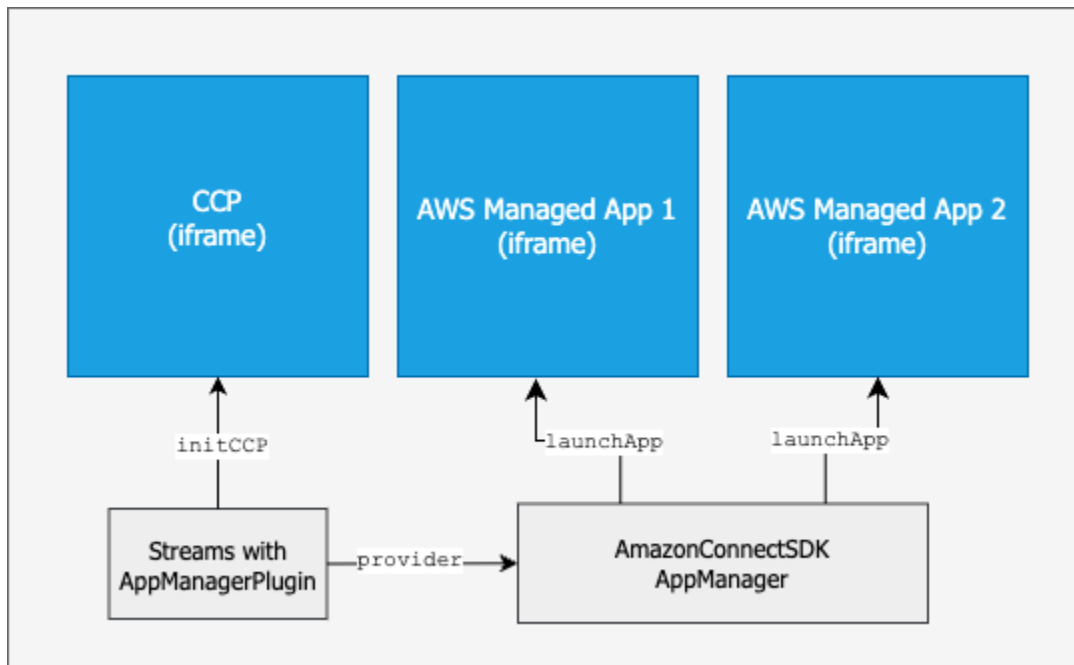 CCP
(iframe)
AWS Managed App 1
(iframe)
AWS Managed App 2
(iframe)
initCCP
launchApp
launchApp
Streams with
AppManagerPlugin
provider
AmazonConnectSDK
AppManager